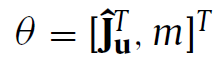 θ = [Ĵ_𝐮^T, m]^T